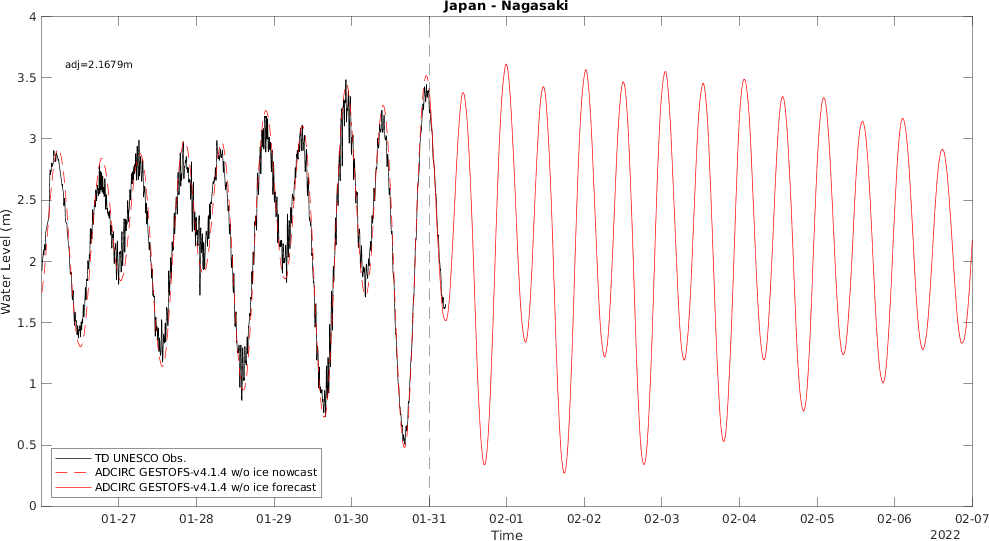 Japan - Nagasaki
adj=2.1679m
Water Level (m)
4
3.5
3
2.5
2
1.5
1
0.5
0
TD UNESCO Obs.
ADCIRC GESTOFS-v4.1.4 w/o ice nowcast
ADCIRC GESTOFS-v4.1.4 w/o ice forecast
01-27 01-28 01-29 01-30 01-31 02-01 02-02 02-03 02-04 02-05 02-06 02-07
Time
2022